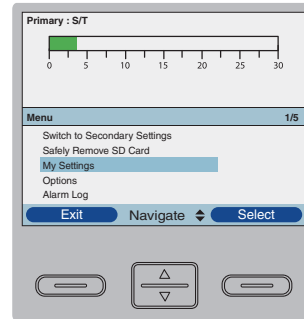 Primary : S/T
0 5 10 15 20 25 30
Menu 1/5
Switch to Secondary Settings
Safely Remove SD Card
My Settings
Options
Alarm Log
Exit Navigate Select